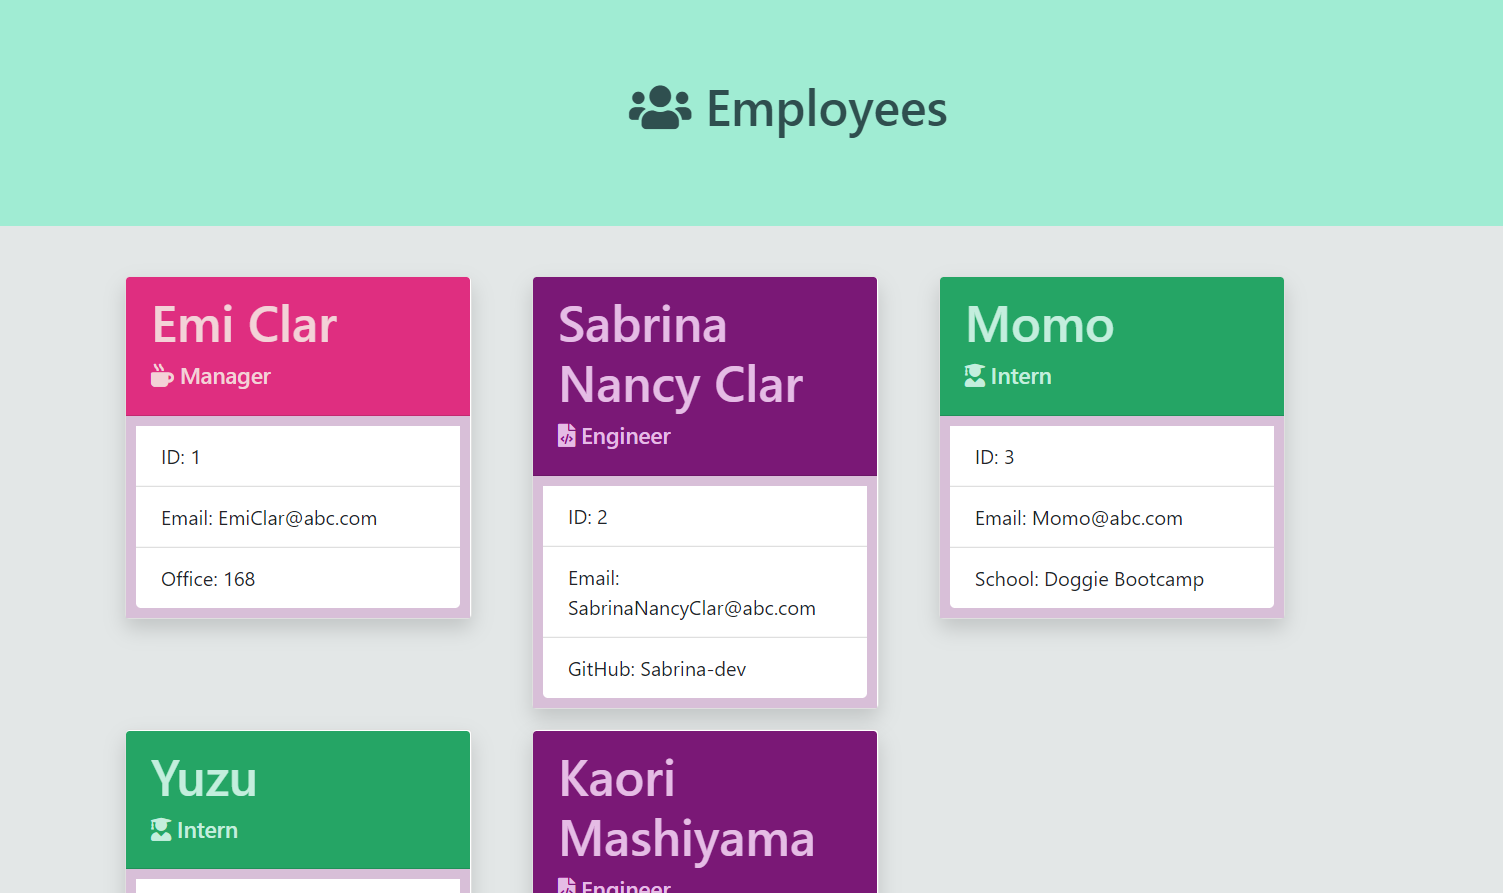 Employees
Emi Clar
Manager
ID: 1
Email: EmiClar@abc.com
Office: 168
Sabrina
Nancy Clar
Engineer
ID: 2
Email:
SabrinaNancyClar@abc.com
GitHub: Sabrina-dev
Momo
Intern
ID: 3
Email: Momo@abc.com
School: Doggie Bootcamp
Yuzu
Intern
Kaori
Mashiyama
Engineer